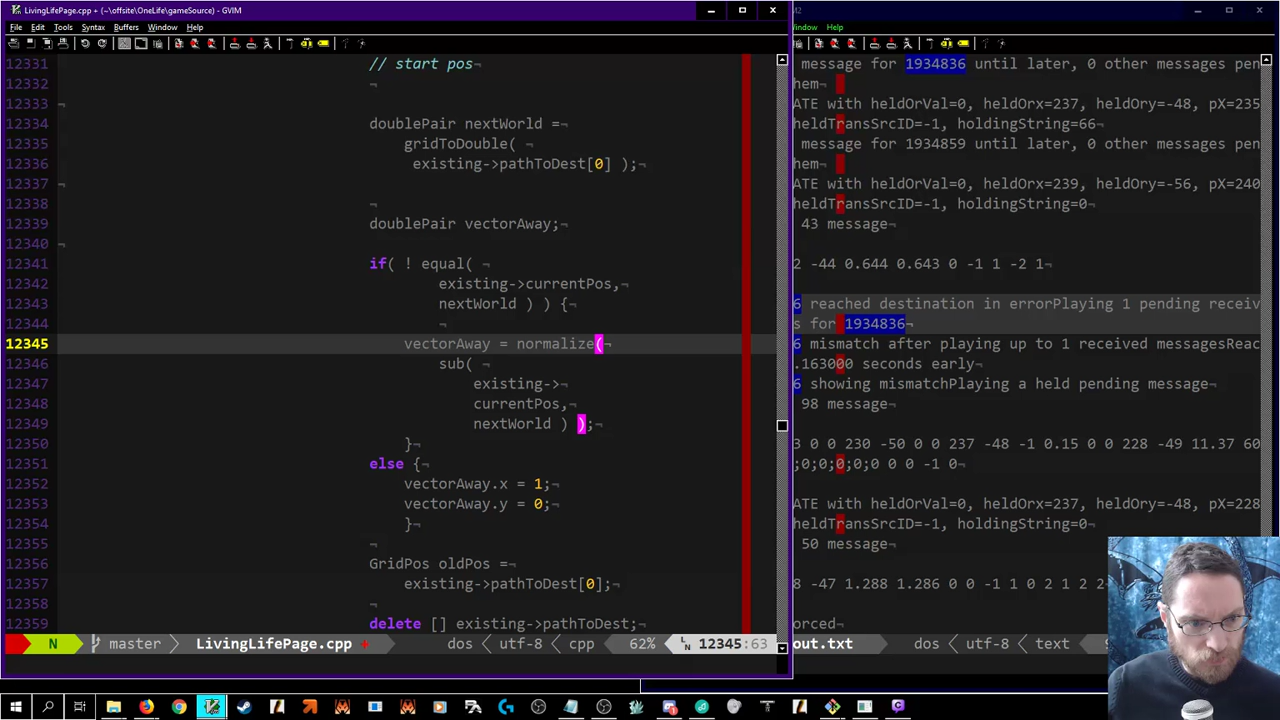 LivingLifePage.cpp + (~\offsite\OneLife\gameSource) - GVIM
File Edit Tools Syntax Buffers Window Help
12331 // start pos¬
12332 ¬
12333 ¬
12334 doublePair nextWorld =¬
12335 gridToDouble( ¬
12336 existing->pathToDest[0] );¬
12337 ¬
12338 ¬
12339 doublePair vectorAway;¬
12340 ¬
12341 if( ! equal( ¬
12342 existing->currentPos,¬
12343 nextWorld ) ) {¬
12344 ¬
12345 vectorAway = normalize(¬
12346 sub( ¬
12347 existing->¬
12348 currentPos,¬
12349 nextWorld ) );¬
12350 }¬
12351 else {¬
12352 vectorAway.x = 1;¬
12353 vectorAway.y = 0;¬
12354 }¬
12355 ¬
12356 GridPos oldPos =¬
12357 existing->pathToDest[0];¬
12358 ¬
12359 delete [] existing->pathToDest;¬
N master LivingLifePage.cpp + dos utf-8 cpp 62% 12345:63
Window Help
message for 1934836 until later, 0 other messages pen
hem
ATE with heldOrVal=0, heldOrx=237, heldOry=-48, pX=235
heldTransSrcID=-1, holdingString=66¬
message for 1934859 until later, 0 other messages pen
hem
ATE with heldOrVal=0, heldOrx=239, heldOry=-56, pX=240
heldTransSrcID=-1, holdingString=0¬
43 message¬
2 -44 0.644 0.643 0 -1 1 -2 1¬
6 reached destination in errorPlaying 1 pending receiv
s for 1934836¬
6 mismatch after playing up to 1 received messagesReac
.163000 seconds early¬
6 showing mismatchPlaying a held pending message¬
98 message¬
3 0 0 230 -50 0 0 237 -48 -1 0.15 0 0 228 -49 11.37 60
;0;0;0;0;0 0 0 -1 0¬
ATE with heldOrVal=0, heldOrx=237, heldOry=-48, pX=228
heldTransSrcID=-1, holdingString=0¬
50 message¬
8 -47 1.288 1.286 0 0 -1 1 0 2 1 2 2
orced
out.txt dos utf-8 text